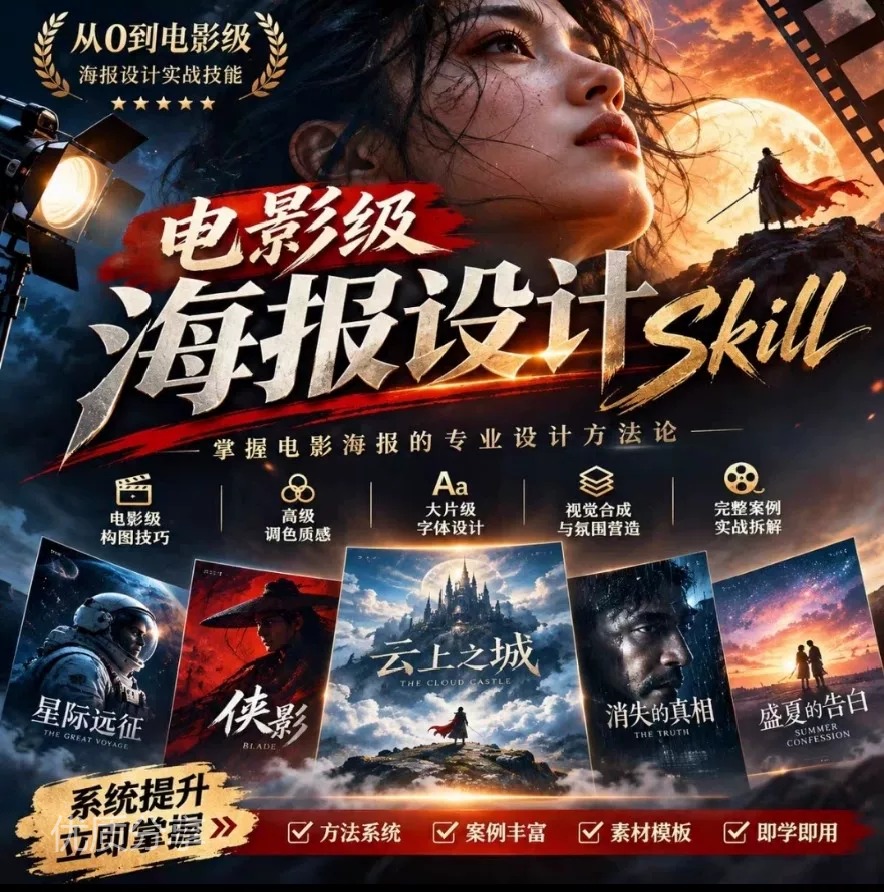 从0到电影级
海报设计实战技能
电影级
海报设计
Skill
掌握电影海报的专业设计方法论
电影级
构图技巧
高级
调色质感
Aa
大片级
字体设计
视觉合成
与氛围营造
完整案例
实战拆解
星际远征
THE GREAT VOYAGE
侠影
BLADE
云上之城
THE CLOUD CASTLE
消失的真相
THE TRUTH
盛夏的告白
SUMMER
CONFESSION
系统提升
立即掌握
方法系统
案例丰富
素材模板
即学即用